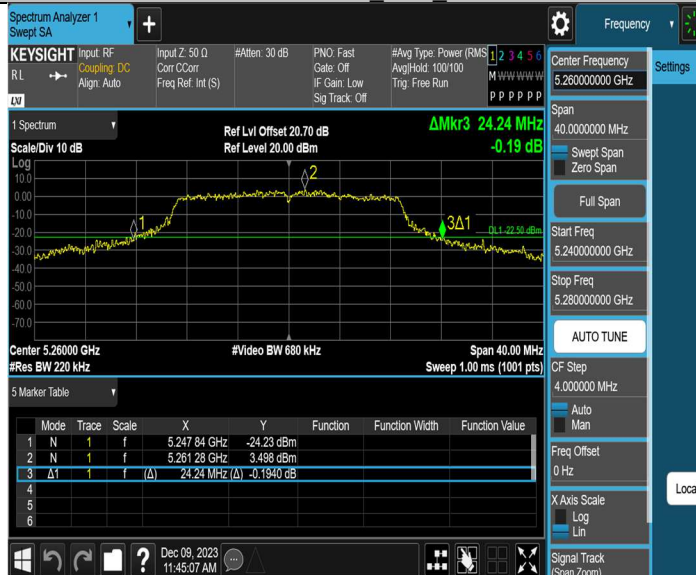 Spectrum Analyzer 1
Swept SA
+
Frequency
KEYSIGHT
RL
LXI
Input: RF
Coupling: DC
Align: Auto
Input Z: 50 Ω
Corr CCorr
Freq Ref: Int (S)
#Atten: 30 dB
PNO: Fast
Gate: Off
IF Gain: Low
Sig Track: Off
#Avg Type: Power (RMS
Avg|Hold: 100/100
Trig: Free Run
1 2 3 4 5 6
M W W W W W
P P P P P P
1 Spectrum
Scale/Div 10 dB
Ref Lvl Offset 20.70 dB
Ref Level 20.00 dBm
ΔMkr3 24.24 MHz
-0.19 dB
Log
10.0
0.00
-10.0
-20.0
-30.0
-40.0
-50.0
-60.0
-70.0
1
2
3Δ1
DL1 -22.50 dBm
Center 5.26000 GHz
#Res BW 220 kHz
#Video BW 680 kHz
Span 40.00 MHz
Sweep 1.00 ms (1001 pts)
5 Marker Table
Mode Trace Scale X Y Function Function Width Function Value
1 N 1 f 5.247 84 GHz -24.23 dBm
2 N 1 f 5.261 28 GHz 3.498 dBm
3 Δ1 1 f (Δ) 24.24 MHz (Δ) -0.1940 dB
4
5
6
?
Dec 09, 2023
11:45:07 AM
Center Frequency
5.260000000 GHz
Span
40.0000000 MHz
Swept Span
Zero Span
Full Span
Start Freq
5.240000000 GHz
Stop Freq
5.280000000 GHz
AUTO TUNE
CF Step
4.000000 MHz
Auto
Man
Freq Offset
0 Hz
X Axis Scale
Log
Lin
Signal Track
(Span Zoom)
Settings
Loca